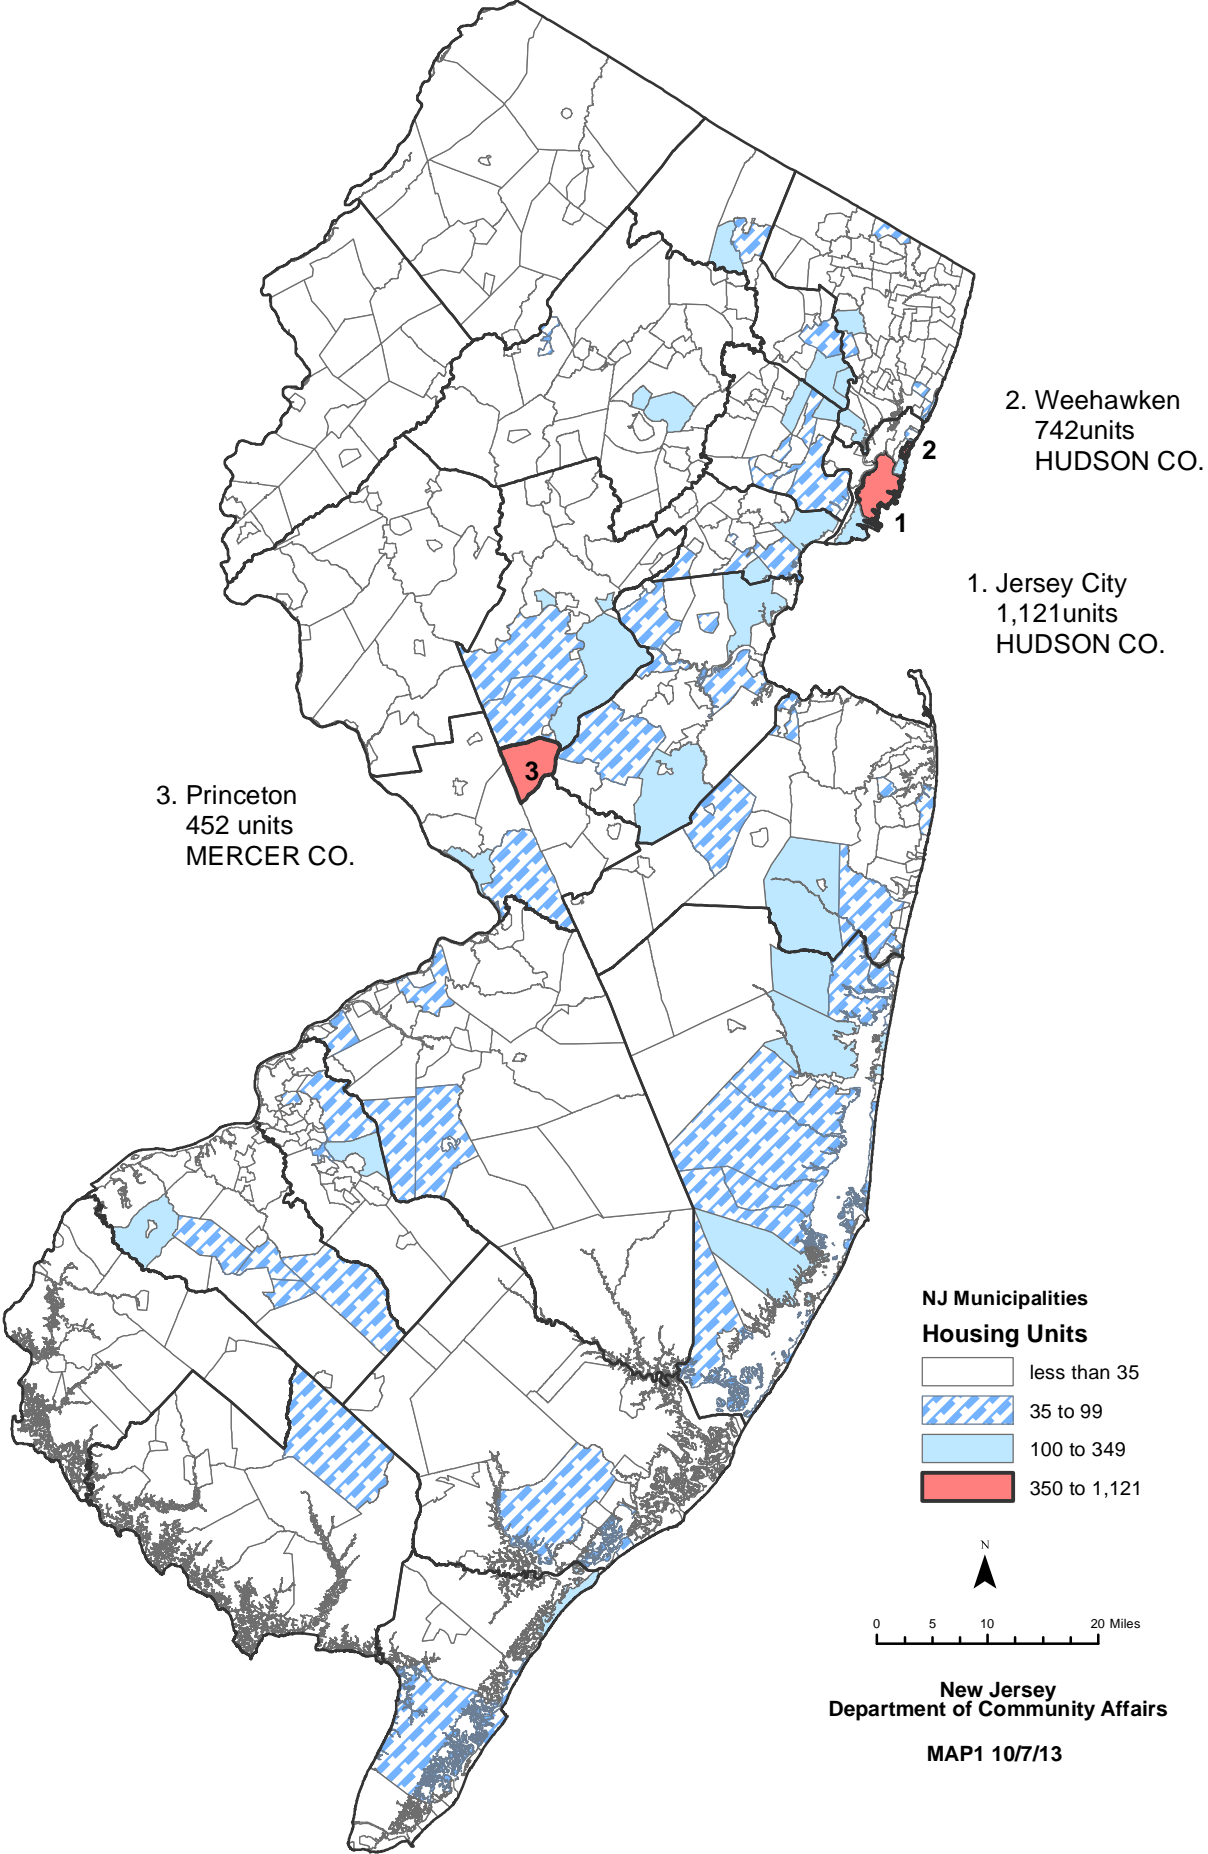 2. Weehawken
742units
HUDSON CO.
2
1
1. Jersey City
1,121units
HUDSON CO.
3
3. Princeton
452 units
MERCER CO.
NJ Municipalities
Housing Units
less than 35
35 to 99
100 to 349
350 to 1,121
N
0 5 10 20 Miles
New Jersey
Department of Community Affairs
MAP1 10/7/13